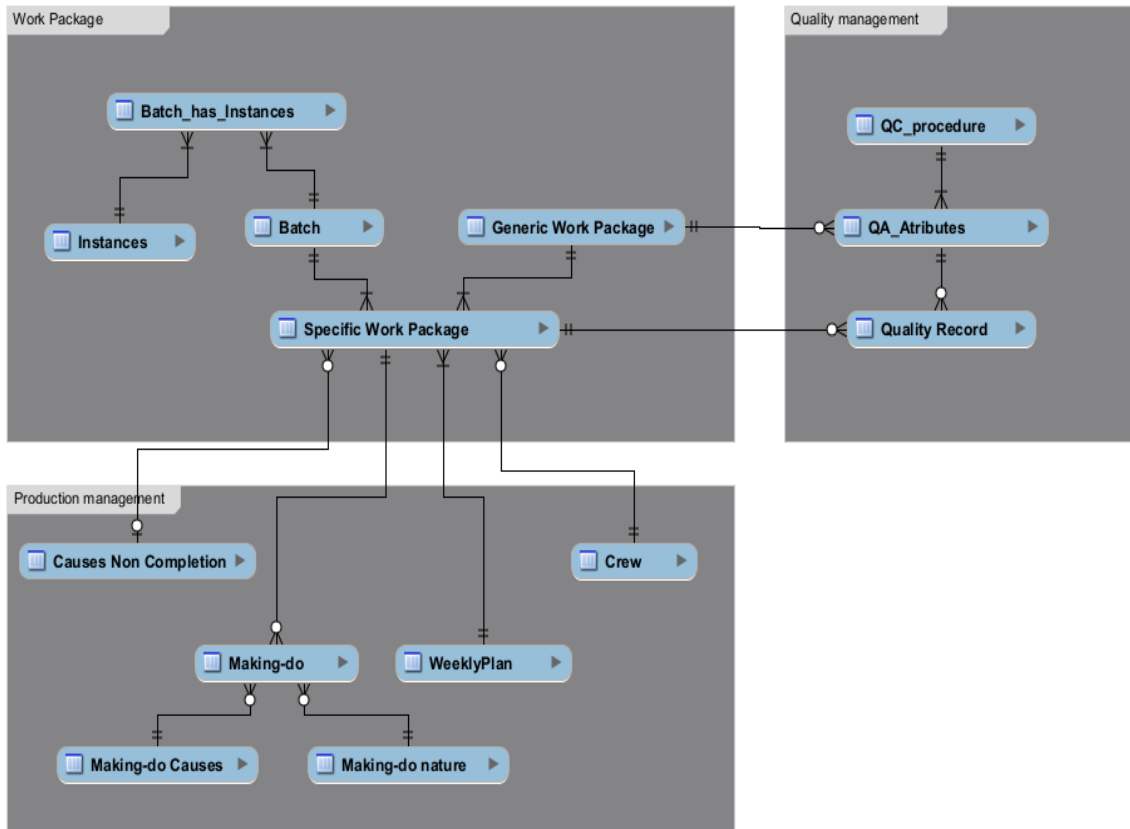 Work Package
Quality management
Batch_has_Instances
QC_procedure
Instances
Batch
Generic Work Package
QA_Atributes
Specific Work Package
Quality Record
Production management
Causes Non Completion
Crew
Making-do
WeeklyPlan
Making-do Causes
Making-do nature